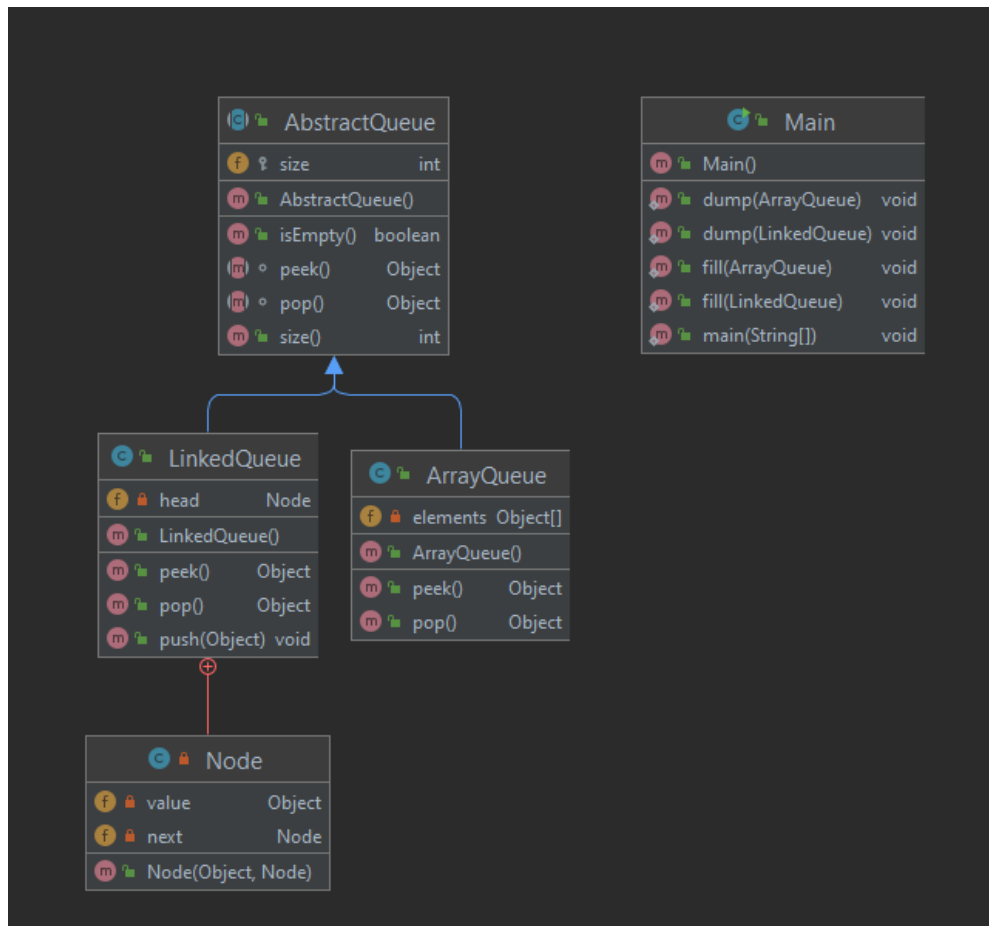 AbstractQueue
size int
AbstractQueue()
isEmpty() boolean
peek() Object
pop() Object
size() int
Main
Main()
dump(ArrayQueue) void
dump(LinkedQueue) void
fill(ArrayQueue) void
fill(LinkedQueue) void
main(String[]) void
LinkedQueue
head Node
LinkedQueue()
peek() Object
pop() Object
push(Object) void
ArrayQueue
elements Object[]
ArrayQueue()
peek() Object
pop() Object
Node
value Object
next Node
Node(Object, Node)